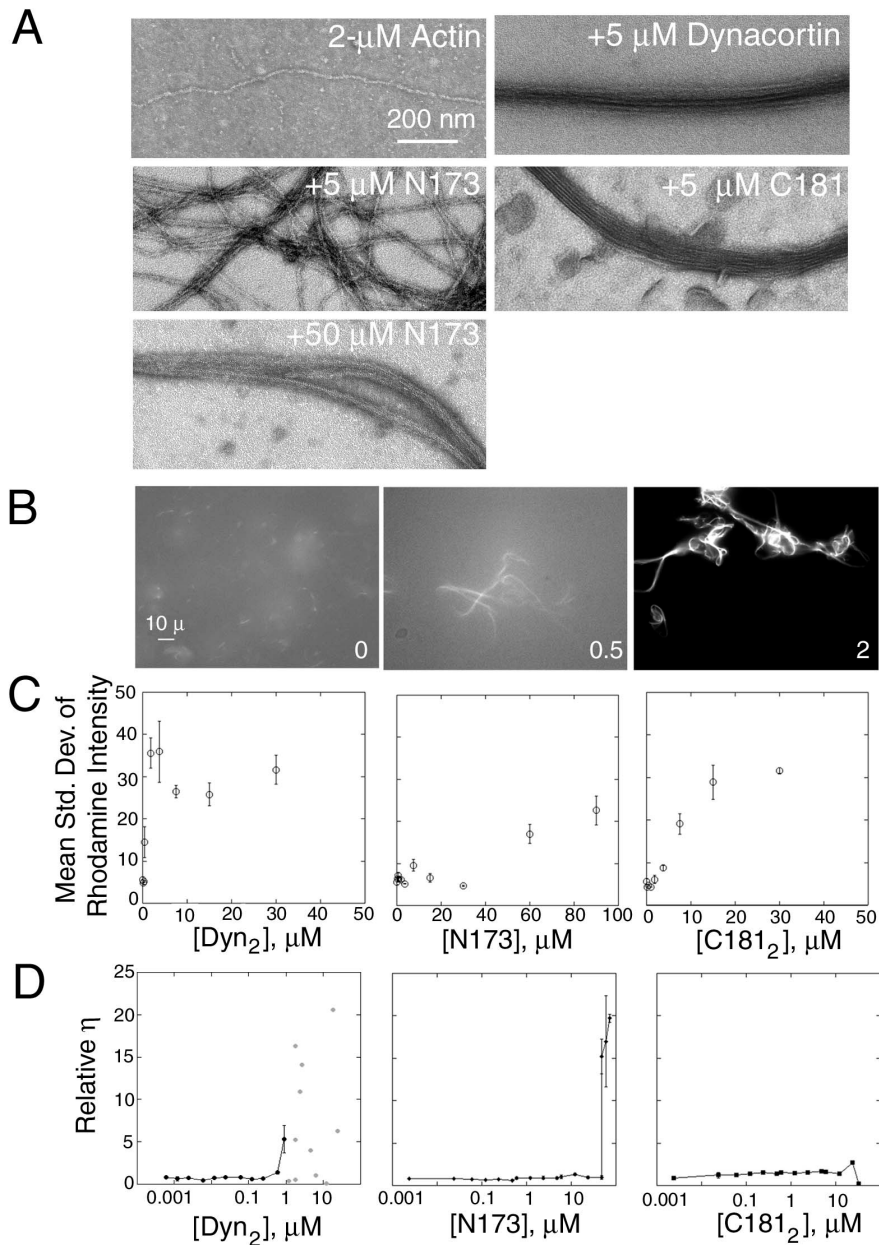 A
2-μM Actin
200 nm
+5 μM Dynacortin
+5 μM N173
+5 μM C181
+50 μM N173
B
10 μ
0
0.5
2
C
Mean Std. Dev. of
Rhodamine Intensity
50
40
30
20
10
0
0 10 20 30 40 50
[Dyn2], μM
0 20 40 60 80 100
[N173], μM
0 10 20 30 40 50
[C1812], μM
D
Relative η
25
20
15
10
5
0
0.001 0.1 1 10
[Dyn2], μM
0.001 0.1 1 10
[N173], μM
0.001 0.1 1 10
[C1812], μM